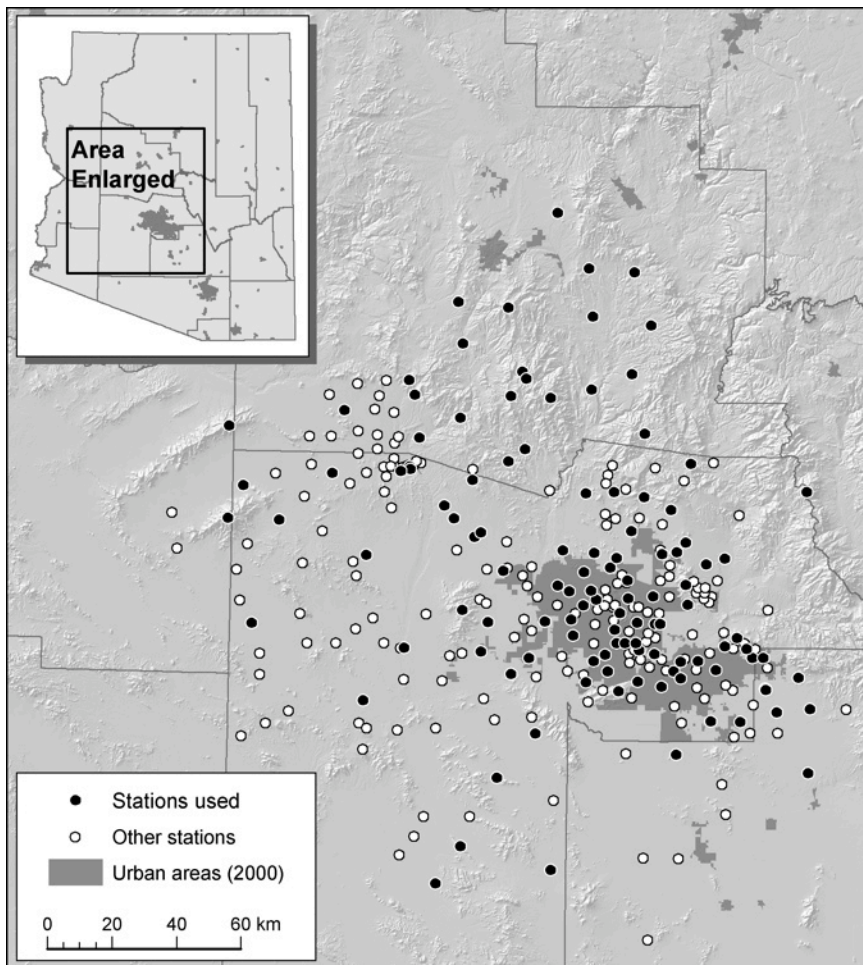 Area
Enlarged
Stations used
Other stations
Urban areas (2000)
0 20 40 60 km